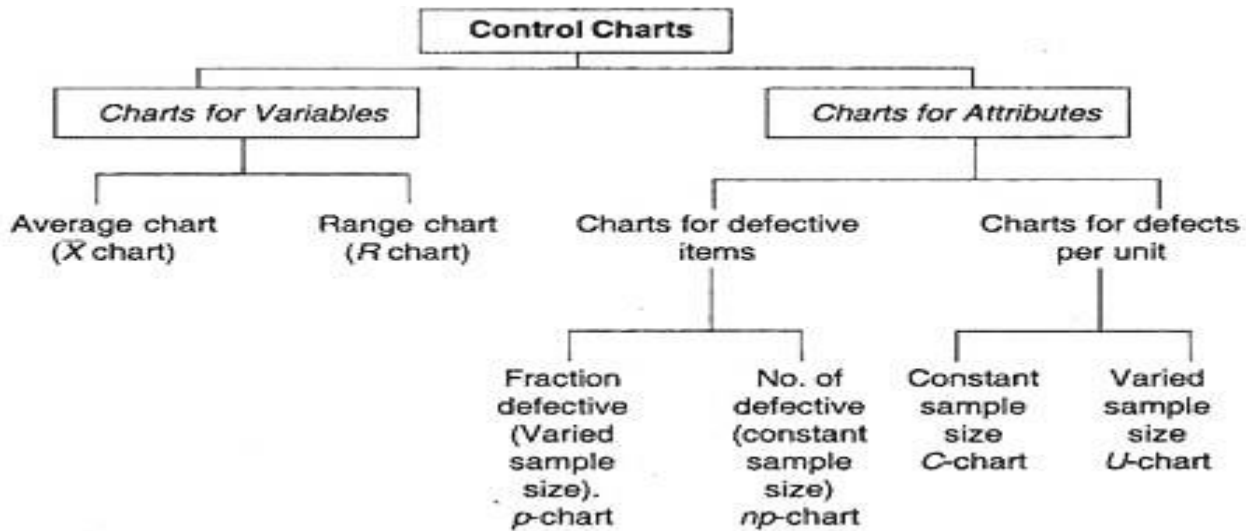 Control Charts
Charts for Variables
Charts for Attributes
Average chart
(X̄ chart)
Range chart
(R chart)
Charts for defective
items
Charts for defects
per unit
Fraction
defective
(Varied
sample
size).
p-chart
No. of
defective
(constant
sample
size)
np-chart
Constant
sample
size
C-chart
Varied
sample
size
U-chart